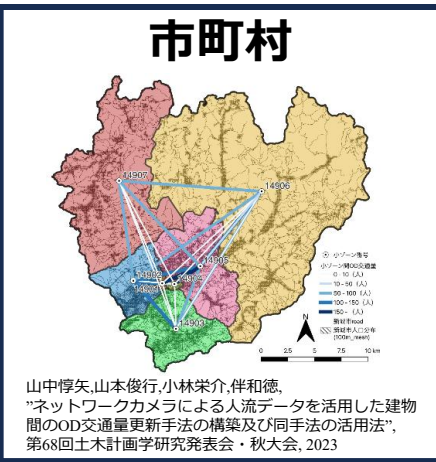 市町村
14907
14906
14905
14902
14904
14903
小ゾーン番号
小ゾーン間OD交通量
0 - 10 (人)
10 - 50 (人)
50 - 100 (人)
100 - 150 (人)
150 - (人)
(100m_mesh)
N
0 2.5 5 7.5 10 km
山中惇矢,山本俊行,小林栄介,伴和徳,
”ネットワークカメラによる人流データを活用した建物
間のOD交通量更新手法の構築及び同手法の活用法”,
第68回土木計画学研究発表会・秋大会, 2023